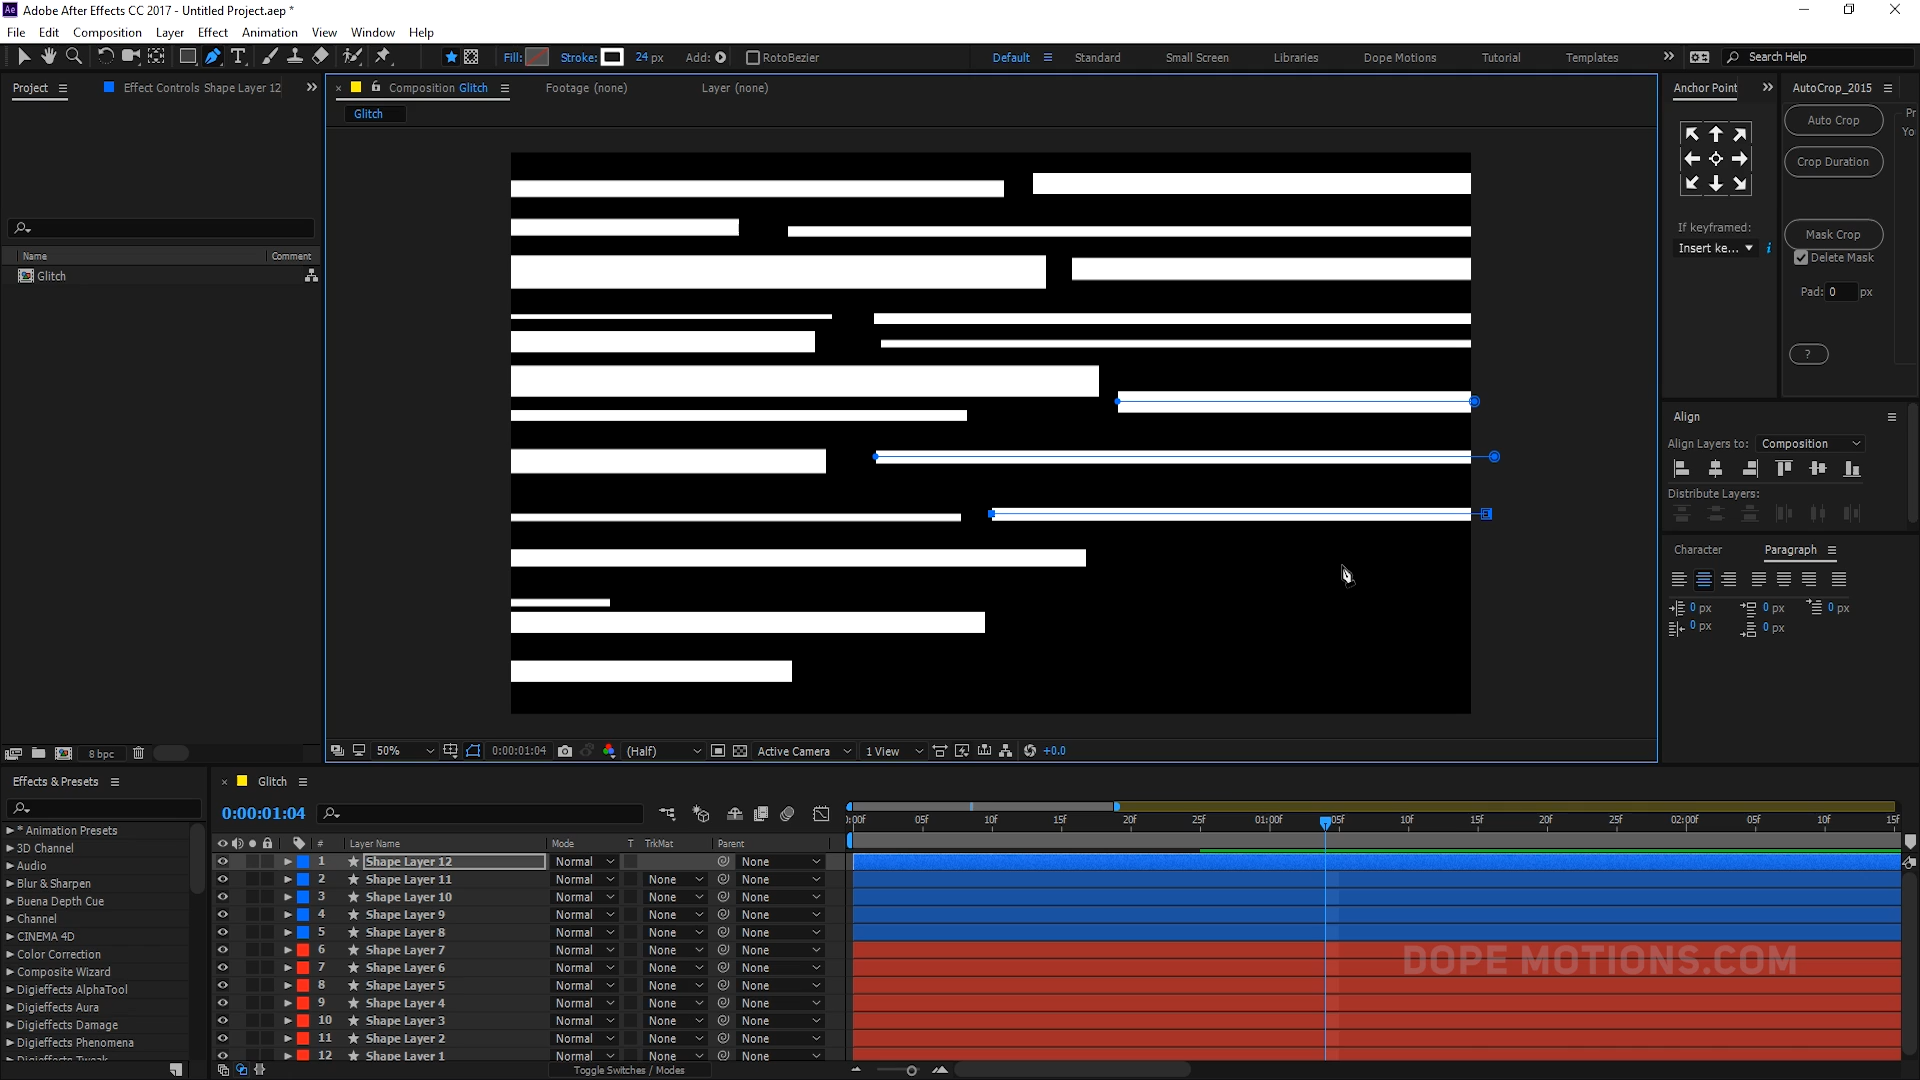 Adobe After Effects CC 2017 - Untitled Project.aep *
File Edit Composition Layer Effect Animation View Window Help
Fill: Stroke: 24 px Add: RotoBezier Default Standard Small Screen Libraries Dope Motions Tutorial Templates Search Help
Project Effect Controls Shape Layer 12 Composition Glitch Footage (none) Layer (none) Anchor Point AutoCrop_2015
Glitch
Auto Crop
Crop Duration
If keyframed:
Insert ke...
Mask Crop
Delete Mask
Pad: 0 px
?
Name Comment
Glitch
Align
Align Layers to: Composition
Distribute Layers:
Character Paragraph
0 px 0 px 0 px
0 px 0 px
8 bpc 50% 0:00:01:04 (Half) Active Camera 1 View +0.0
Effects & Presets
* Animation Presets
3D Channel
Audio
Blur & Sharpen
Buena Depth Cue
Channel
CINEMA 4D
Color Correction
Composite Wizard
Digieffects AlphaTool
Digieffects Aura
Digieffects Damage
Digieffects Phenomena
Digieffects Tweak
Glitch
0:00:01:04
:00f 05f 10f 15f 20f 25f 01:00f 05f 10f 15f 20f 25f 02:00f 05f 10f 15f
# Layer Name Mode T TrkMat Parent
1 Shape Layer 12 Normal None
2 Shape Layer 11 Normal None None
3 Shape Layer 10 Normal None None
4 Shape Layer 9 Normal None None
5 Shape Layer 8 Normal None None
6 Shape Layer 7 Normal None None
7 Shape Layer 6 Normal None None
8 Shape Layer 5 Normal None None
9 Shape Layer 4 Normal None None
10 Shape Layer 3 Normal None None
11 Shape Layer 2 Normal None None
12 Shape Layer 1 Normal None None
Toggle Switches / Modes
DOPE MOTIONS.COM